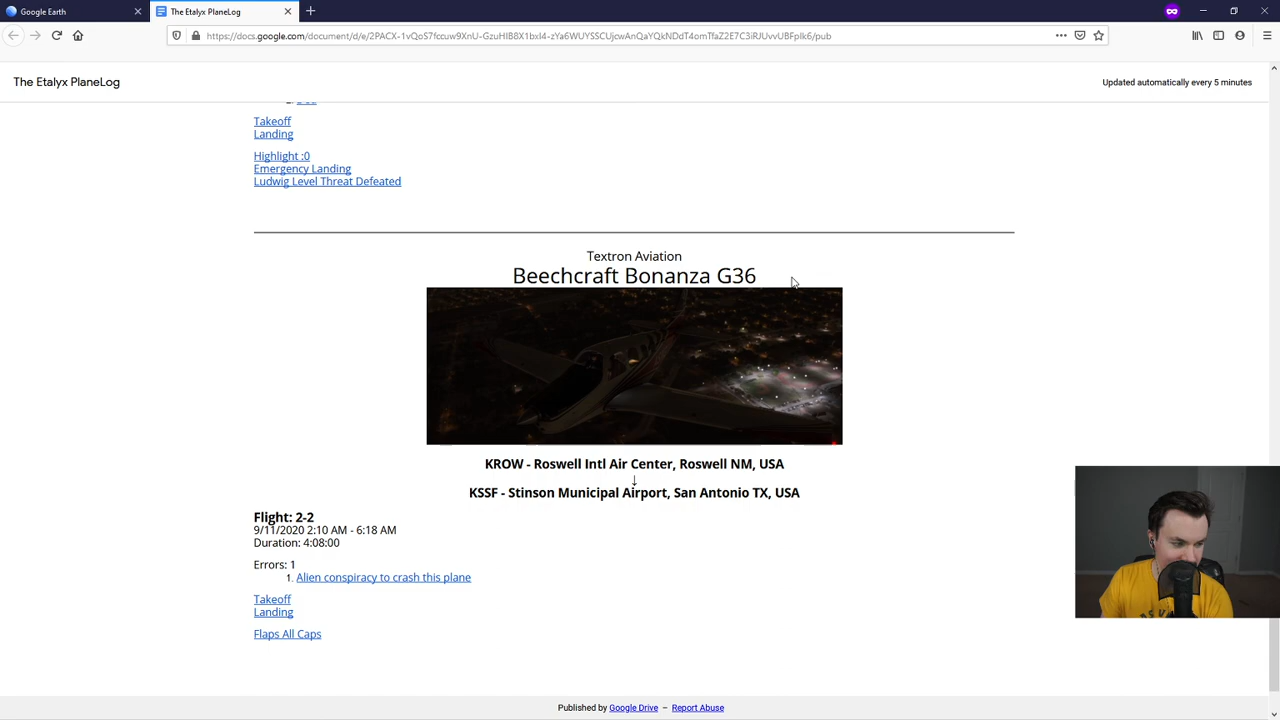 Google Earth
The Etalyx PlaneLog
https://docs.google.com/document/d/e/2PACX-1vQoS7fccuw9XnU-GzuHIB8X1bxI4-zYa6WUYSSCUjcwAnQaYQkNDdT4omTfaZ2E7C3iRJUvvUBFpIk6/pub
The Etalyx PlaneLog
Updated automatically every 5 minutes
Takeoff
Landing
Highlight :0
Emergency Landing
Ludwig Level Threat Defeated
Textron Aviation
Beechcraft Bonanza G36
KROW - Roswell Intl Air Center, Roswell NM, USA
↓
KSSF - Stinson Municipal Airport, San Antonio TX, USA
Flight: 2-2
9/11/2020 2:10 AM - 6:18 AM
Duration: 4:08:00
Errors: 1
1. Alien conspiracy to crash this plane
Takeoff
Landing
Flaps All Caps
Published by Google Drive – Report Abuse